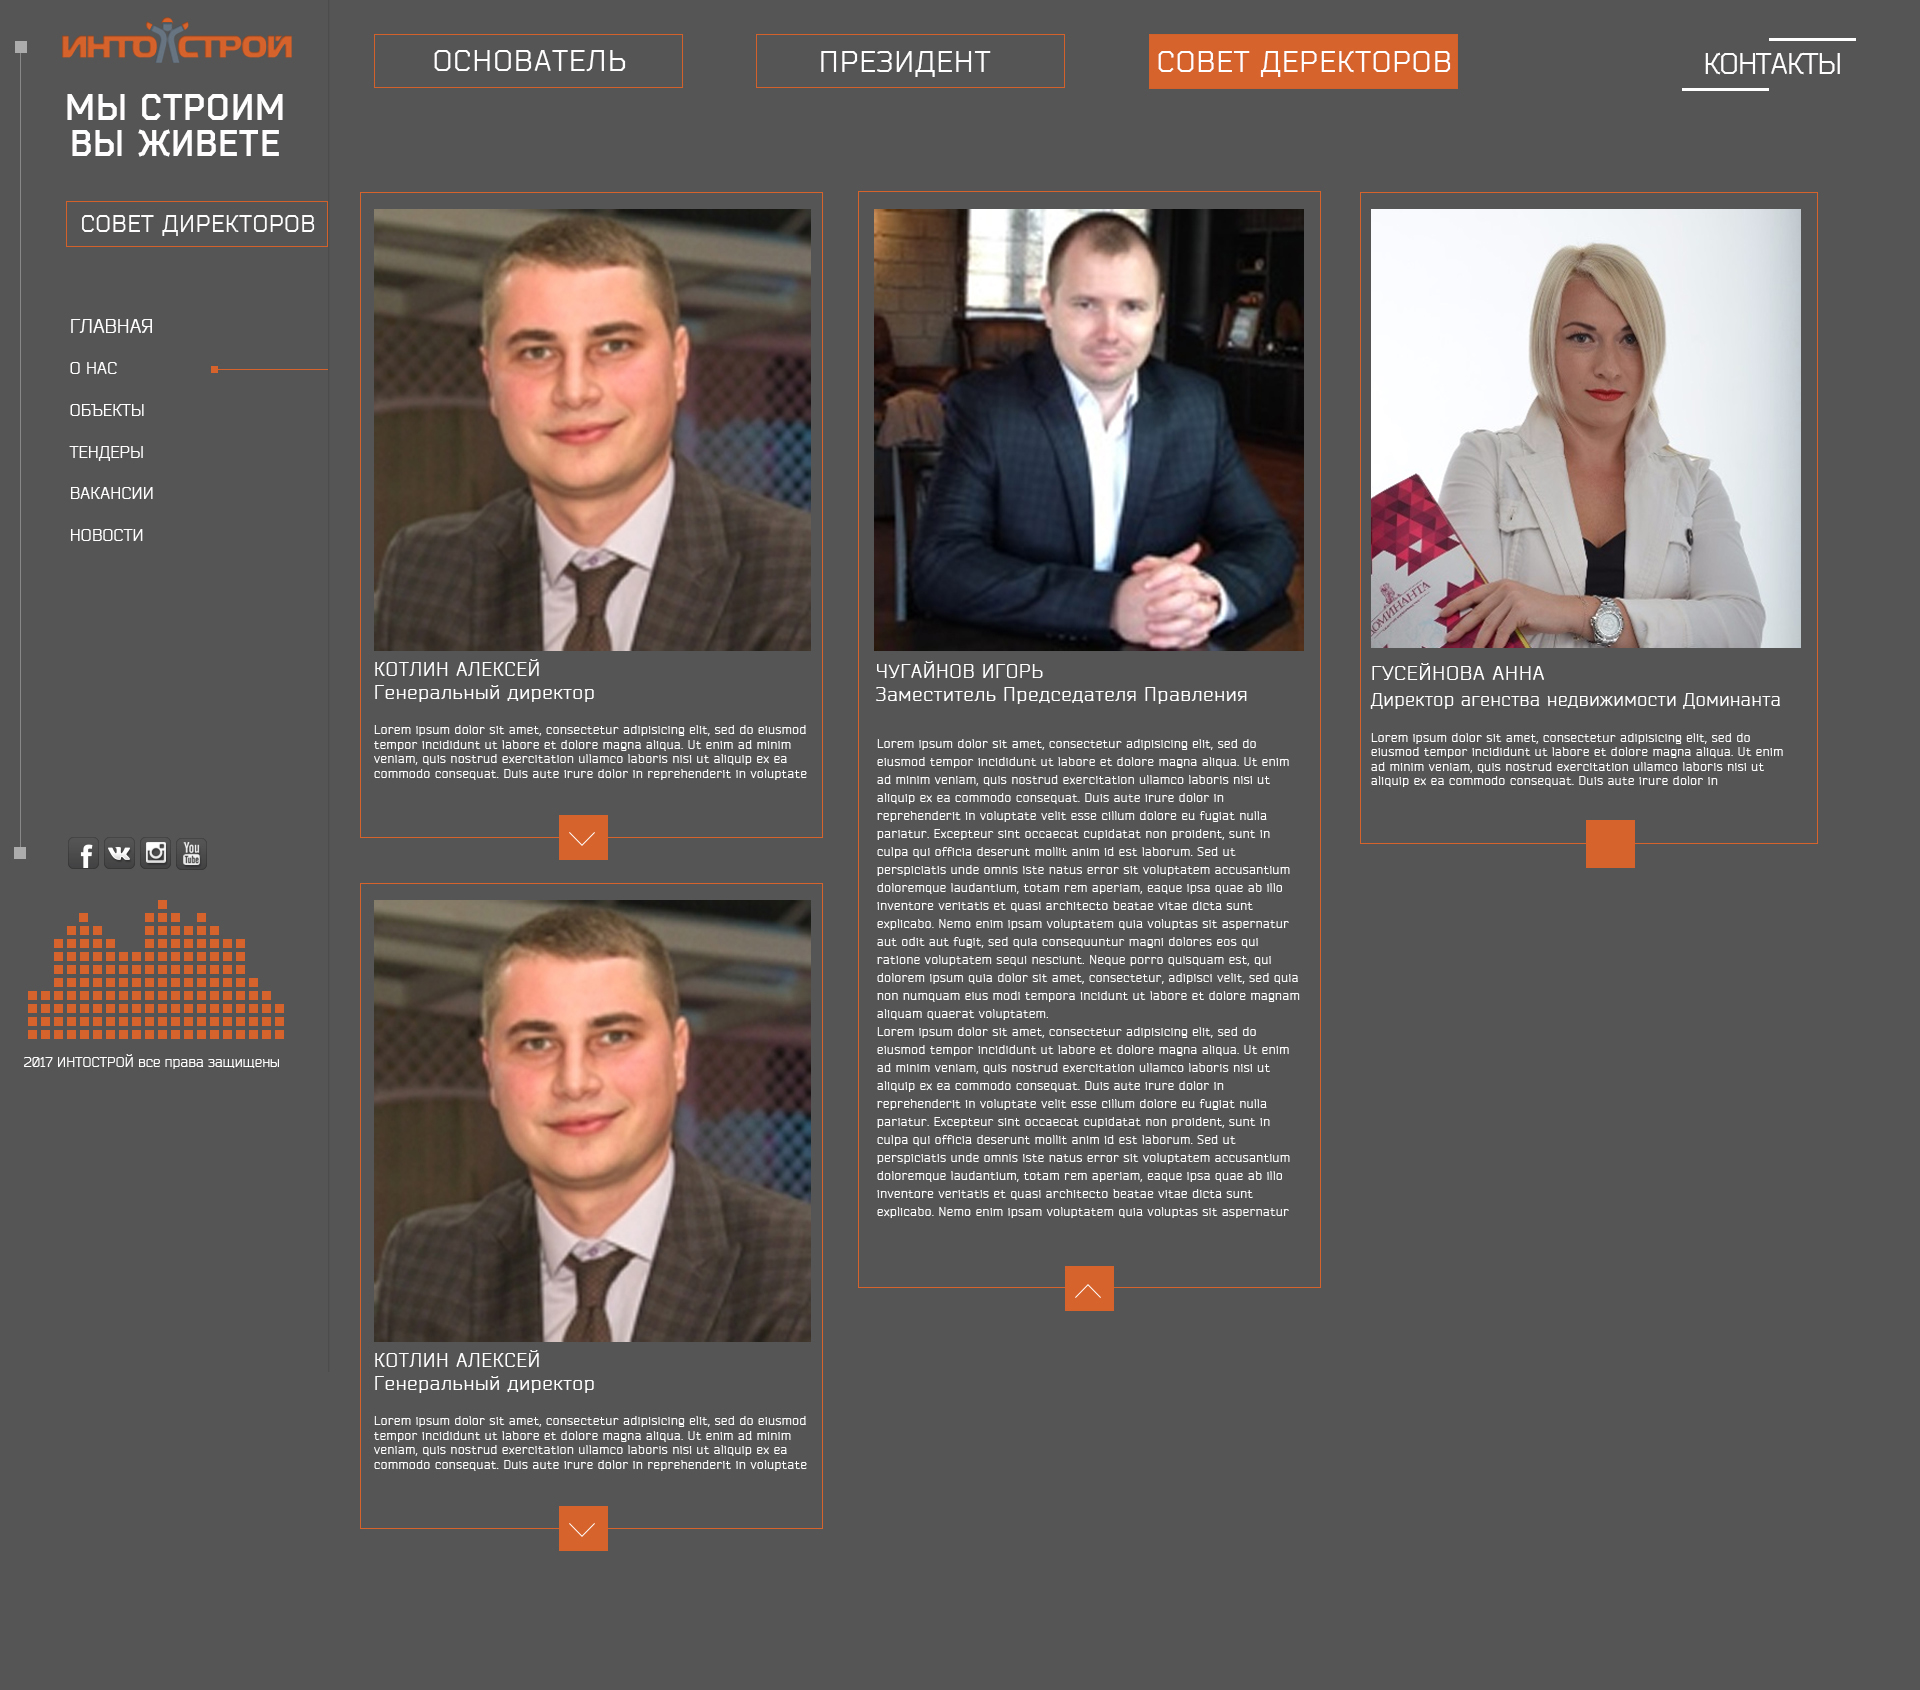 ИНТОСТРОЙ
МЫ СТРОИМ
ВЫ ЖИВЕТЕ
СОВЕТ ДИРЕКТОРОВ
ГЛАВНАЯ
О НАС
ОБЪЕКТЫ
ТЕНДЕРЫ
ВАКАНСИИ
НОВОСТИ
You
Tube
2017 ИНТОСТРОЙ все права защищены
ОСНОВАТЕЛЬ
ПРЕЗИДЕНТ
СОВЕТ ДЕРЕКТОРОВ
КОНТАКТЫ
КОТЛИН АЛЕКСЕЙ
Генеральный директор
Lorem ipsum dolor sit amet, consectetur adipisicing elit, sed do eiusmod
tempor incididunt ut labore et dolore magna aliqua. Ut enim ad minim
veniam, quis nostrud exercitation ullamco laboris nisi ut aliquip ex ea
commodo consequat. Duis aute irure dolor in reprehenderit in voluptate
КОТЛИН АЛЕКСЕЙ
Генеральный директор
Lorem ipsum dolor sit amet, consectetur adipisicing elit, sed do eiusmod
tempor incididunt ut labore et dolore magna aliqua. Ut enim ad minim
veniam, quis nostrud exercitation ullamco laboris nisi ut aliquip ex ea
commodo consequat. Duis aute irure dolor in reprehenderit in voluptate
ЧУГАЙНОВ ИГОРЬ
Заместитель Председателя Правления
Lorem ipsum dolor sit amet, consectetur adipisicing elit, sed do
eiusmod tempor incididunt ut labore et dolore magna aliqua. Ut enim
ad minim veniam, quis nostrud exercitation ullamco laboris nisi ut
aliquip ex ea commodo consequat. Duis aute irure dolor in
reprehenderit in voluptate velit esse cillum dolore eu fugiat nulla
pariatur. Excepteur sint occaecat cupidatat non proident, sunt in
culpa qui officia deserunt mollit anim id est laborum. Sed ut
perspiciatis unde omnis iste natus error sit voluptatem accusantium
doloremque laudantium, totam rem aperiam, eaque ipsa quae ab illo
inventore veritatis et quasi architecto beatae vitae dicta sunt
explicabo. Nemo enim ipsam voluptatem quia voluptas sit aspernatur
aut odit aut fugit, sed quia consequuntur magni dolores eos qui
ratione voluptatem sequi nesciunt. Neque porro quisquam est, qui
dolorem ipsum quia dolor sit amet, consectetur, adipisci velit, sed quia
non numquam eius modi tempora incidunt ut labore et dolore magnam
aliquam quaerat voluptatem.
Lorem ipsum dolor sit amet, consectetur adipisicing elit, sed do
eiusmod tempor incididunt ut labore et dolore magna aliqua. Ut enim
ad minim veniam, quis nostrud exercitation ullamco laboris nisi ut
aliquip ex ea commodo consequat. Duis aute irure dolor in
reprehenderit in voluptate velit esse cillum dolore eu fugiat nulla
pariatur. Excepteur sint occaecat cupidatat non proident, sunt in
culpa qui officia deserunt mollit anim id est laborum. Sed ut
perspiciatis unde omnis iste natus error sit voluptatem accusantium
doloremque laudantium, totam rem aperiam, eaque ipsa quae ab illo
inventore veritatis et quasi architecto beatae vitae dicta sunt
explicabo. Nemo enim ipsam voluptatem quia voluptas sit aspernatur
ДОМИНАНТА
ГУСЕЙНОВА АННА
Директор агенства недвижимости Доминанта
Lorem ipsum dolor sit amet, consectetur adipisicing elit, sed do
eiusmod tempor incididunt ut labore et dolore magna aliqua. Ut enim
ad minim veniam, quis nostrud exercitation ullamco laboris nisi ut
aliquip ex ea commodo consequat. Duis aute irure dolor in